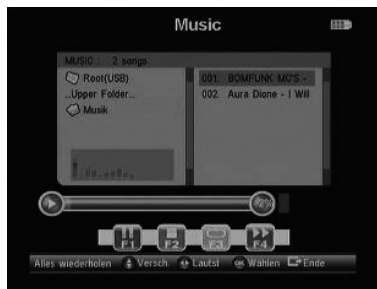 Music
MUSIC : 2 songs
Root(USB)
..Upper Folder..
Musik
001. BOMFUNK MC'S -
002. Aura Dione - I Will
F1 F2 F3 F4
Alles wiederholen Versch. Lautst OK Wählen Ende